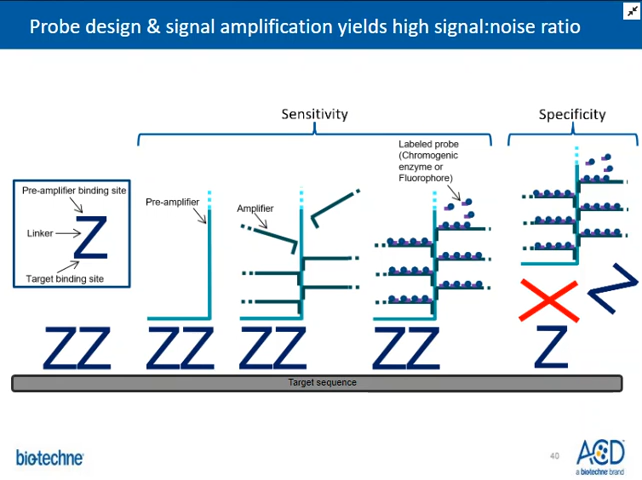 Probe design & signal amplification yields high signal:noise ratio
Sensitivity
Specificity
Labeled probe
(Chromogenic
enzyme or
Fluorophore)
Pre-amplifier binding site
Linker
Z
Target binding site
Pre-amplifier
Amplifier
ZZ
ZZ
ZZ
ZZ
Z
Z
Target sequence
bio-techne
40
ACD
a biotechne brand